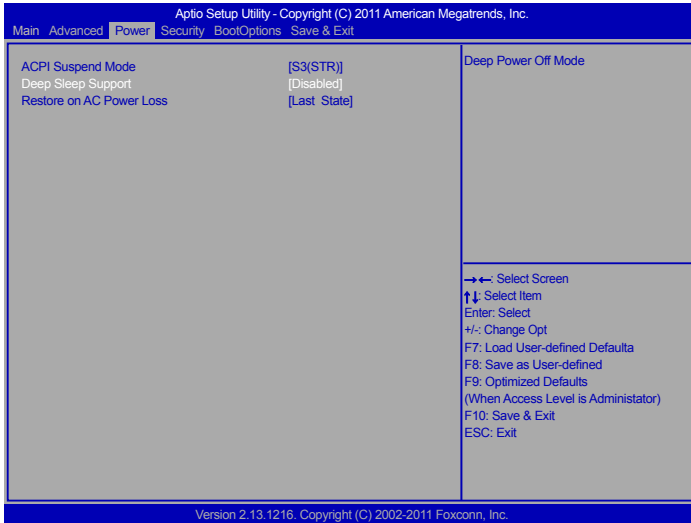 Aptio Setup Utility - Copyright (C) 2011 American Megatrends, Inc.
Main Advanced Power Security BootOptions Save & Exit
ACPI Suspend Mode [S3(STR)]
Deep Sleep Support [Disabled]
Restore on AC Power Loss [Last State]
Deep Power Off Mode
→←: Select Screen
↑↓: Select Item
Enter: Select
+/-: Change Opt
F7: Load User-defined Defaulta
F8: Save as User-defined
F9: Optimized Defaults
(When Access Level is Administator)
F10: Save & Exit
ESC: Exit
Version 2.13.1216. Copyright (C) 2002-2011 Foxconn, Inc.